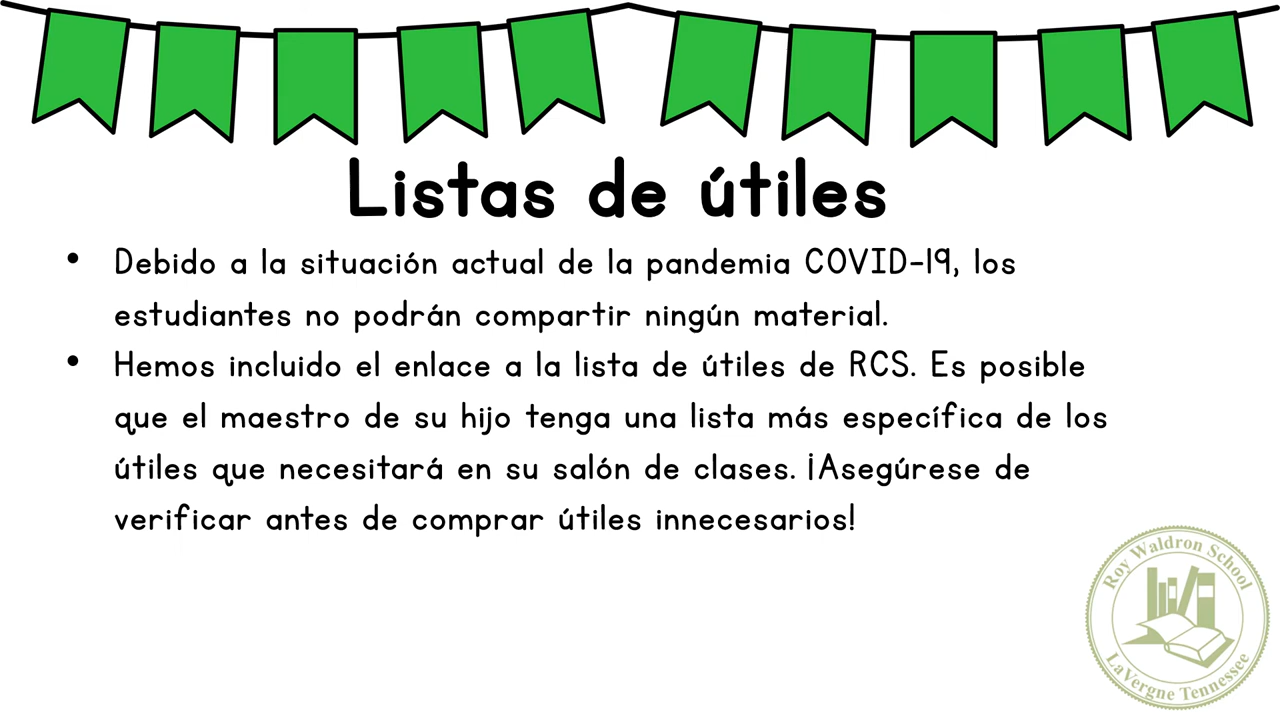 Listas de útiles
• Debido a la situación actual de la pandemia COVID-19, los
estudiantes no podrán compartir ningún material.
• Hemos incluido el enlace a la lista de útiles de RCS. Es posible
que el maestro de su hijo tenga una lista más específica de los
útiles que necesitará en su salón de clases. ¡Asegúrese de
verificar antes de comprar útiles innecesarios!
Roy Waldron School
LaVergne Tennessee